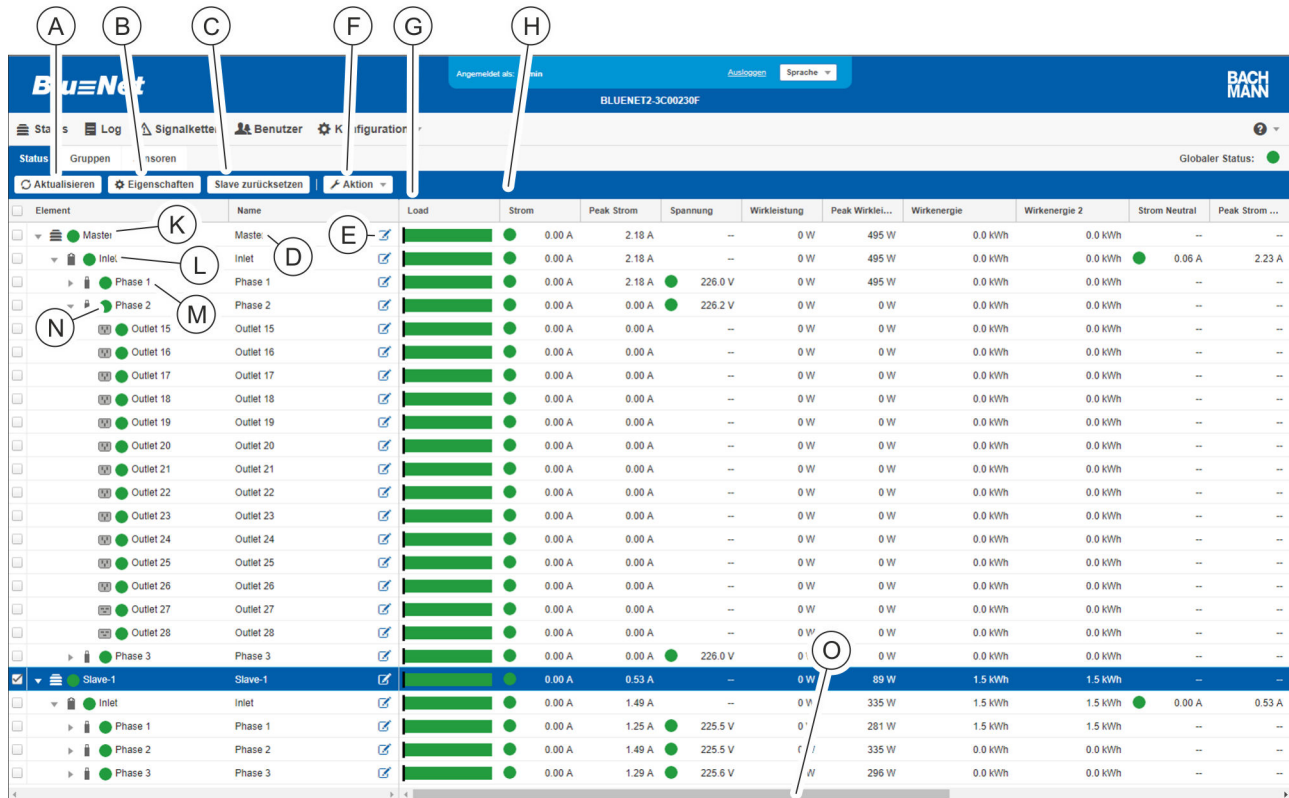 A B C F G H
Blu=Net
Angemeldet als: min
Ausloggen Sprache
BACHMANN
BLUENET2-3C00230F
Sta s Log Signalketten Benutzer K nfiguration
Status Gruppen nsoren Globaler Status:
Aktualisieren Eigenschaften Slave zurücksetzen | Aktion
Element Name Load Strom Peak Strom Spannung Wirkleistung Peak Wirklei... Wirkenergie Wirkenergie 2 Strom Neutral Peak Strom ...
Master K Maste D E 0.00 A 2.18 A -- 0 W 495 W 0.0 kWh 0.0 kWh -- --
Inlet L Inlet 0.00 A 2.18 A -- 0 W 495 W 0.0 kWh 0.0 kWh 0.06 A 2.23 A
Phase 1 M Phase 1 0.00 A 2.18 A 226.0 V 0 W 495 W 0.0 kWh 0.0 kWh -- --
N Phase 2 Phase 2 0.00 A 0.00 A 226.2 V 0 W 0 W 0.0 kWh 0.0 kWh -- --
Outlet 15 Outlet 15 0.00 A 0.00 A -- 0 W 0 W 0.0 kWh 0.0 kWh -- --
Outlet 16 Outlet 16 0.00 A 0.00 A -- 0 W 0 W 0.0 kWh 0.0 kWh -- --
Outlet 17 Outlet 17 0.00 A 0.00 A -- 0 W 0 W 0.0 kWh 0.0 kWh -- --
Outlet 18 Outlet 18 0.00 A 0.00 A -- 0 W 0 W 0.0 kWh 0.0 kWh -- --
Outlet 19 Outlet 19 0.00 A 0.00 A -- 0 W 0 W 0.0 kWh 0.0 kWh -- --
Outlet 20 Outlet 20 0.00 A 0.00 A -- 0 W 0 W 0.0 kWh 0.0 kWh -- --
Outlet 21 Outlet 21 0.00 A 0.00 A -- 0 W 0 W 0.0 kWh 0.0 kWh -- --
Outlet 22 Outlet 22 0.00 A 0.00 A -- 0 W 0 W 0.0 kWh 0.0 kWh -- --
Outlet 23 Outlet 23 0.00 A 0.00 A -- 0 W 0 W 0.0 kWh 0.0 kWh -- --
Outlet 24 Outlet 24 0.00 A 0.00 A -- 0 W 0 W 0.0 kWh 0.0 kWh -- --
Outlet 25 Outlet 25 0.00 A 0.00 A -- 0 W 0 W 0.0 kWh 0.0 kWh -- --
Outlet 26 Outlet 26 0.00 A 0.00 A -- 0 W 0 W 0.0 kWh 0.0 kWh -- --
Outlet 27 Outlet 27 0.00 A 0.00 A -- 0 W 0 W 0.0 kWh 0.0 kWh -- --
Outlet 28 Outlet 28 0.00 A 0.00 A -- 0 W 0 W 0.0 kWh 0.0 kWh -- --
Phase 3 Phase 3 0.00 A 0.00 A 226.0 V 0 O 0 W 0.0 kWh 0.0 kWh -- --
Slave-1 Slave-1 0.00 A 0.53 A -- 0 W 89 W 1.5 kWh 1.5 kWh -- --
Inlet Inlet 0.00 A 1.49 A -- 0 W 335 W 1.5 kWh 1.5 kWh 0.00 A 0.53 A
Phase 1 Phase 1 0.00 A 1.25 A 225.5 V 0 281 W 1.5 kWh 1.5 kWh -- --
Phase 2 Phase 2 0.00 A 1.49 A 225.5 V 0 335 W 0.0 kWh 0.0 kWh -- --
Phase 3 Phase 3 0.00 A 1.29 A 225.6 V W 296 W 0.0 kWh 0.0 kWh -- --